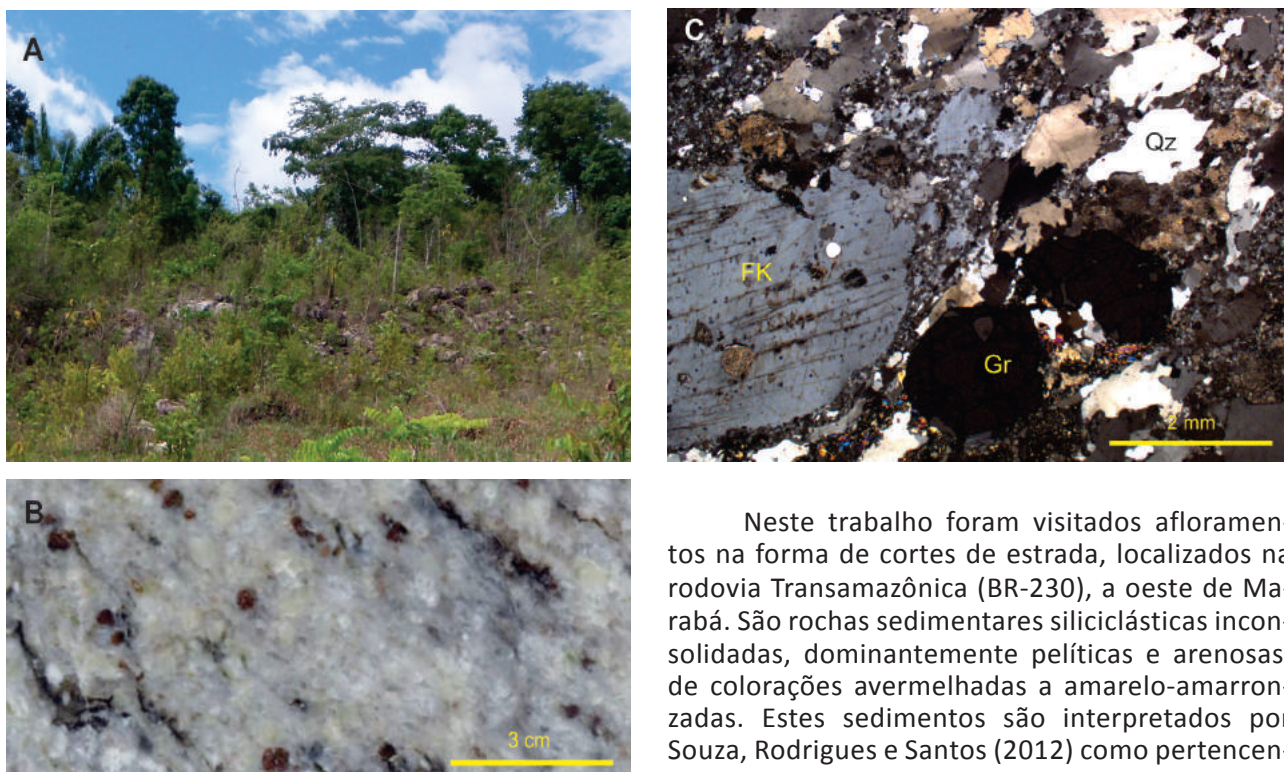 A
B
3 cm
C
Qz
FK
Gr
2 mm
Neste trabalho foram visitados afloramen-
tos na forma de cortes de estrada, localizados na
rodovia Transamazônica (BR-230), a oeste de Ma-
rabá. São rochas sedimentares siliciclásticas incon-
solidadas, dominantemente pelíticas e arenosas
de colorações avermelhadas a amarelo-amarron-
zadas. Estes sedimentos são interpretados por
Souza, Rodrigues e Santos (2012) como pertencen-